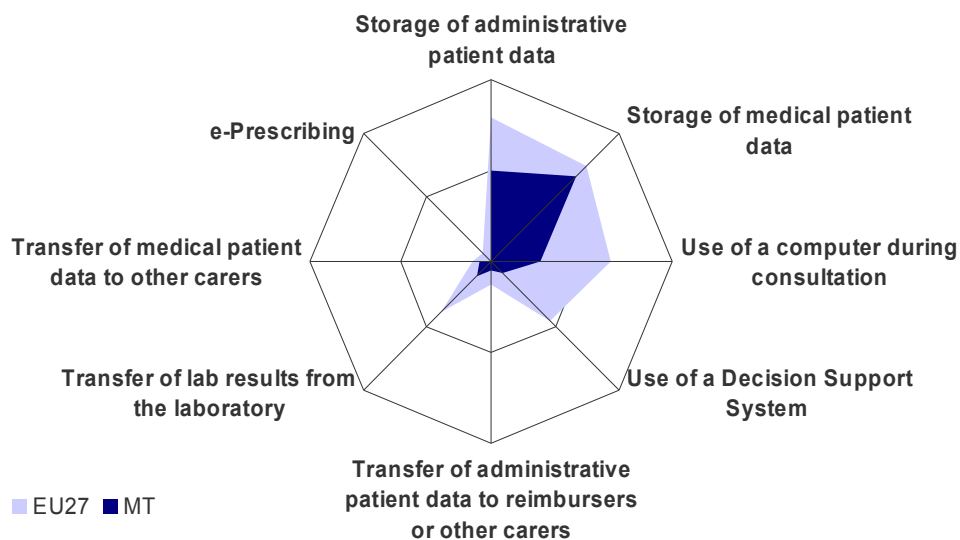 Storage of administrative
patient data
Storage of medical patient
data
e-Prescribing
Transfer of medical patient
data to other carers
Use of a computer during
consultation
Transfer of lab results from
the laboratory
Use of a Decision Support
System
Transfer of administrative
patient data to reimbursers
or other carers
EU27 MT